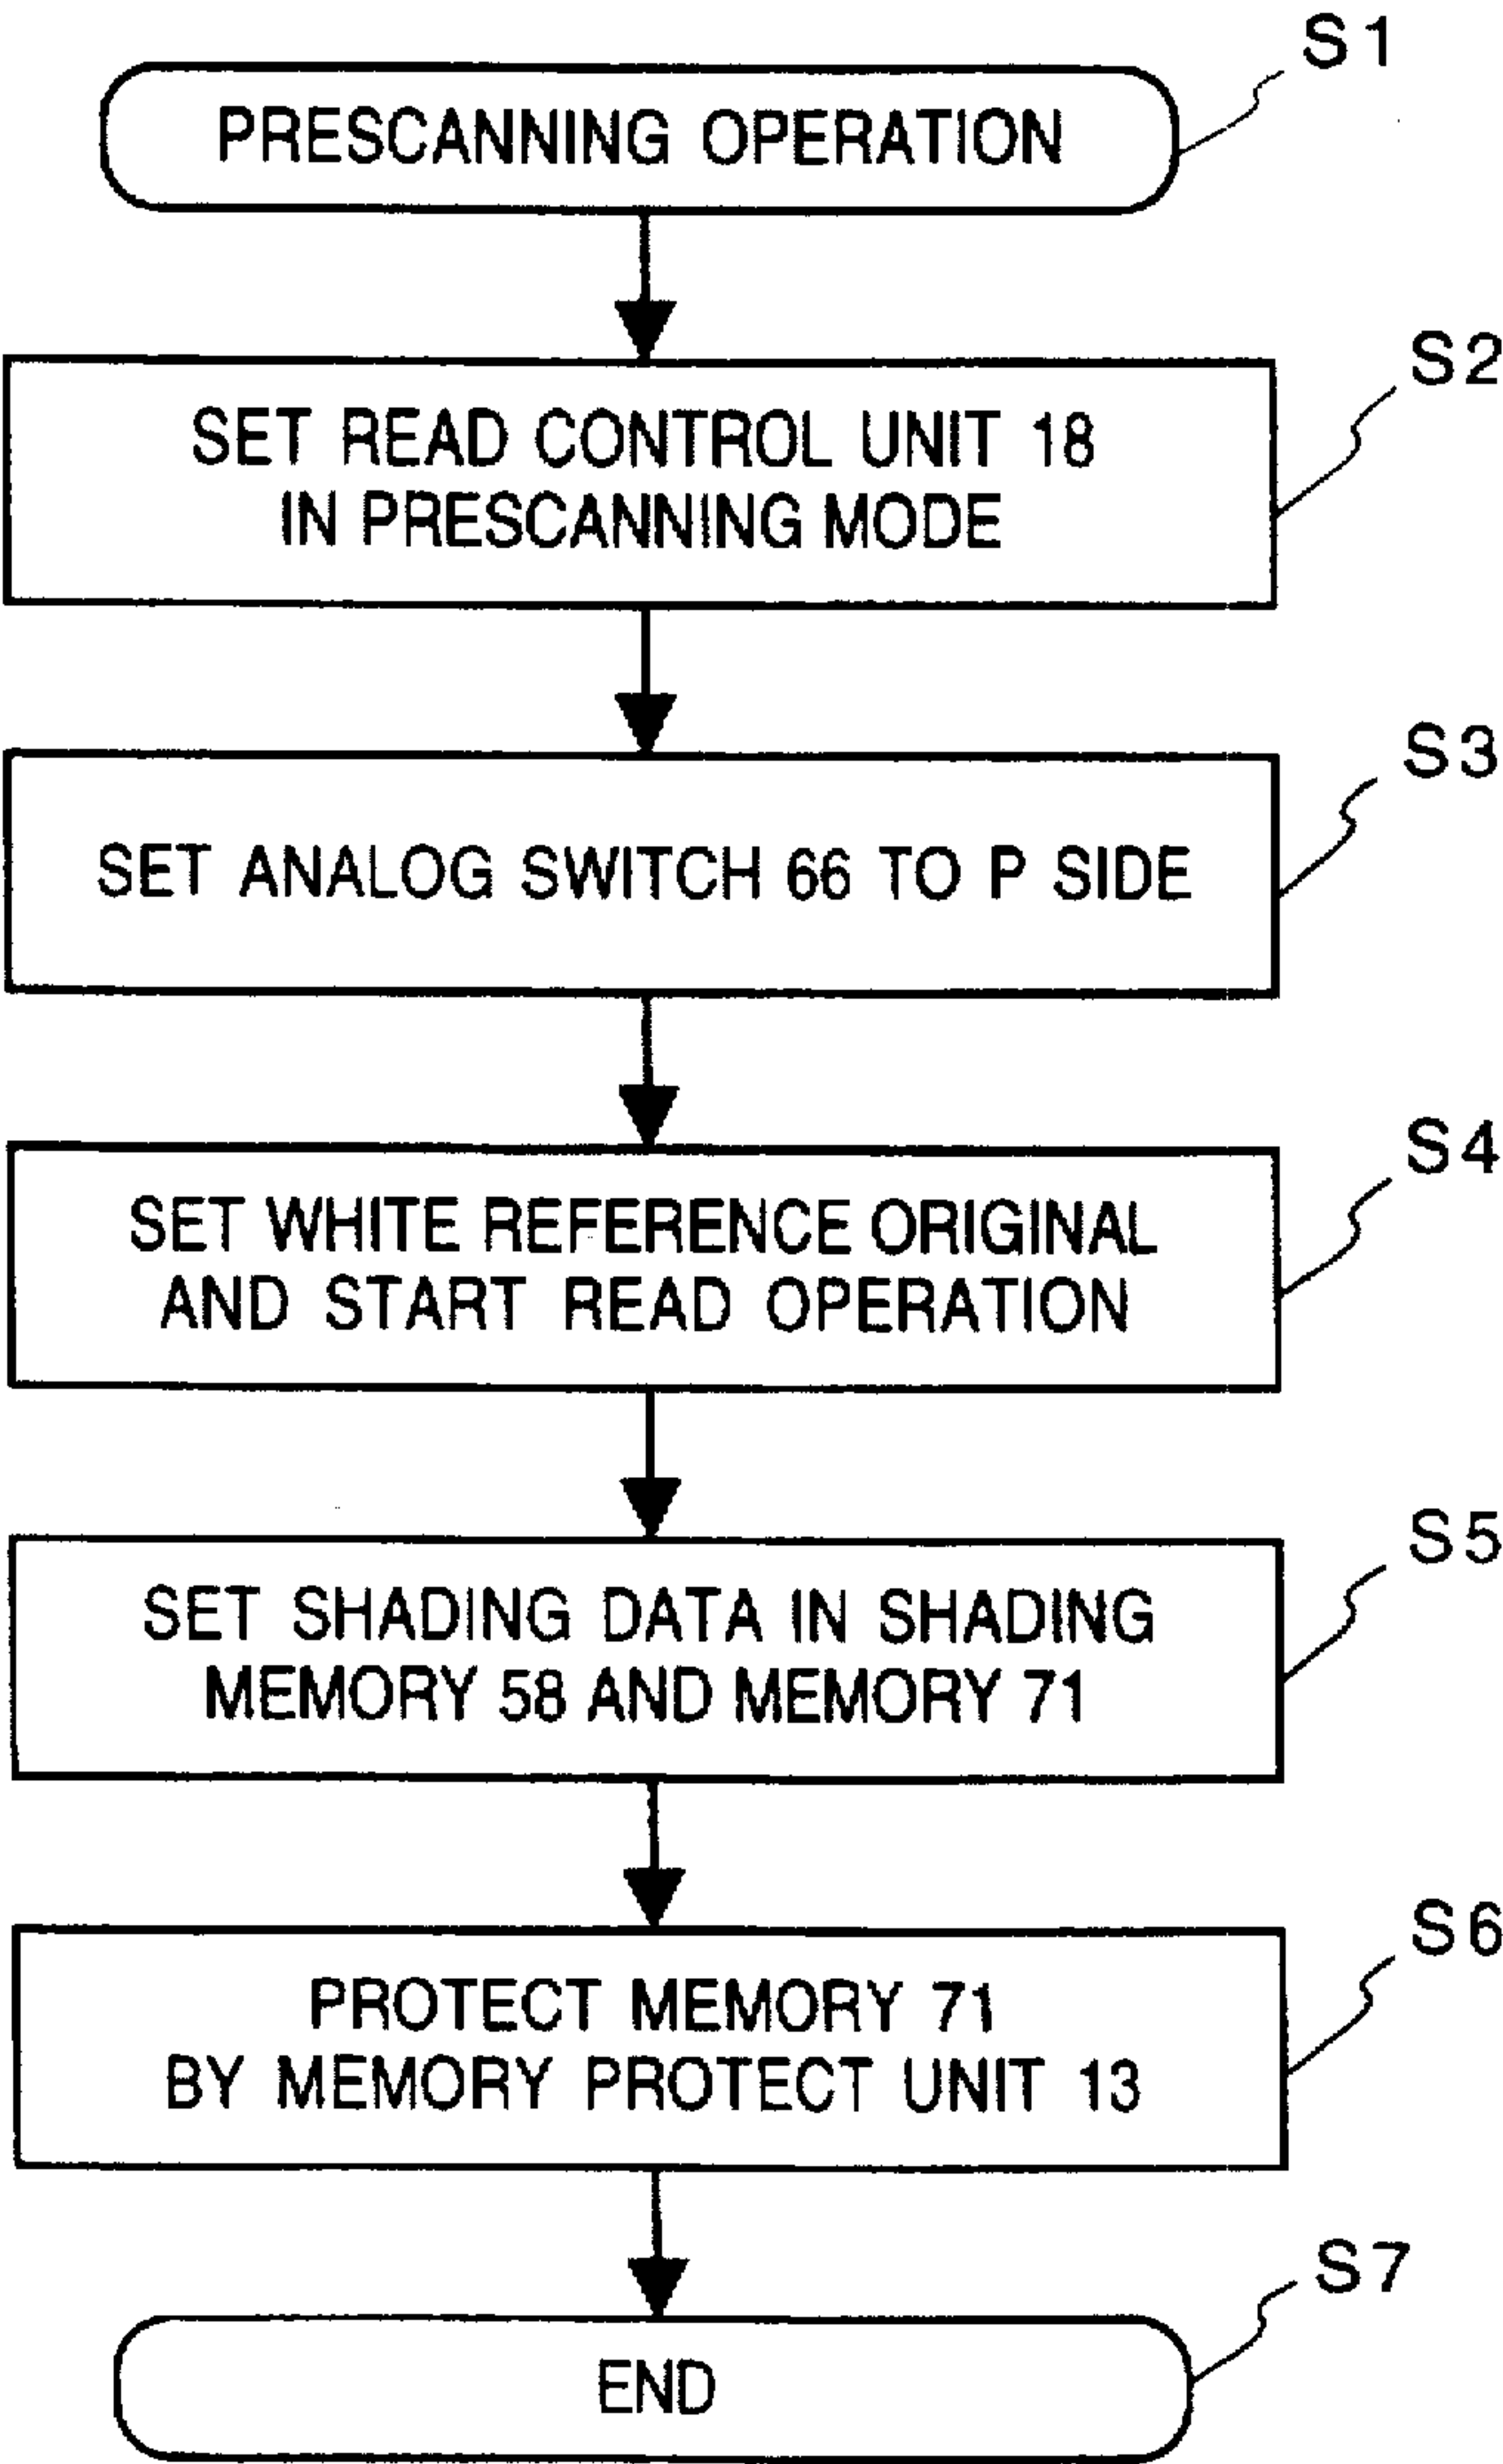 S1
PRESCANNING OPERATION
S2
SET READ CONTROL UNIT 18
IN PRESCANNING MODE
S3
SET ANALOG SWITCH 66 TO P SIDE
S4
SET WHITE REFERENCE ORIGINAL
AND START READ OPERATION
S5
SET SHADING DATA IN SHADING
MEMORY 58 AND MEMORY 71
S6
PROTECT MEMORY 71
BY MEMORY PROTECT UNIT 13
S7
END